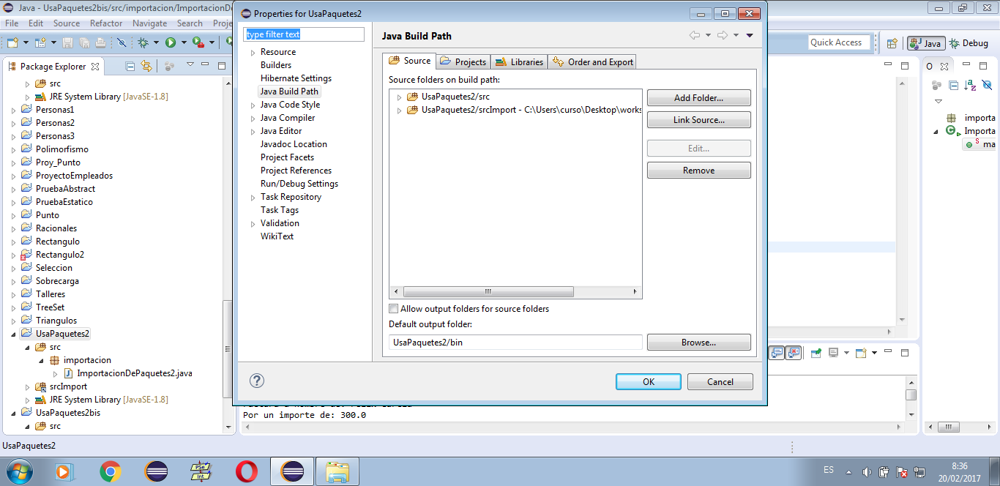 Java - UsaPaquetes2bis/src/importacion/ImportacionDe
Properties for UsaPaquetes2
File Edit Source Refactor Navigate Search Proje
Quick Access
Java
Debug
Package Explorer
src
JRE System Library [JavaSE-1.8]
Personas1
Personas2
Personas3
Polimorfismo
Proy_Punto
ProyectoEmpleados
PruebaAbstract
PruebaEstatico
Punto
Racionales
Rectangulo
Rectangulo2
Seleccion
Sobrecarga
Talleres
TreeSet
Triangulos
UsaPaquetes2
src
importacion
ImportacionDePaquetes2.java
srcImport
JRE System Library [JavaSE-1.8]
UsaPaquetes2bis
src
type filter text
Resource
Builders
Hibernate Settings
Java Build Path
Java Code Style
Java Compiler
Java Editor
Javadoc Location
Project Facets
Project References
Run/Debug Settings
Task Repository
Task Tags
Validation
WikiText
Java Build Path
Source Projects Libraries Order and Export
Source folders on build path:
UsaPaquetes2/src
UsaPaquetes2/srcImport - C:\Users\curso\Desktop\works
Add Folder...
Link Source...
Edit...
Remove
Allow output folders for source folders
Default output folder:
UsaPaquetes2/bin
Browse...
OK
Cancel
O
importa
Importa
S
ma
Por un importe de: 300.0
UsaPaquetes2
PSe
Int
ES
8:36
20/02/2017